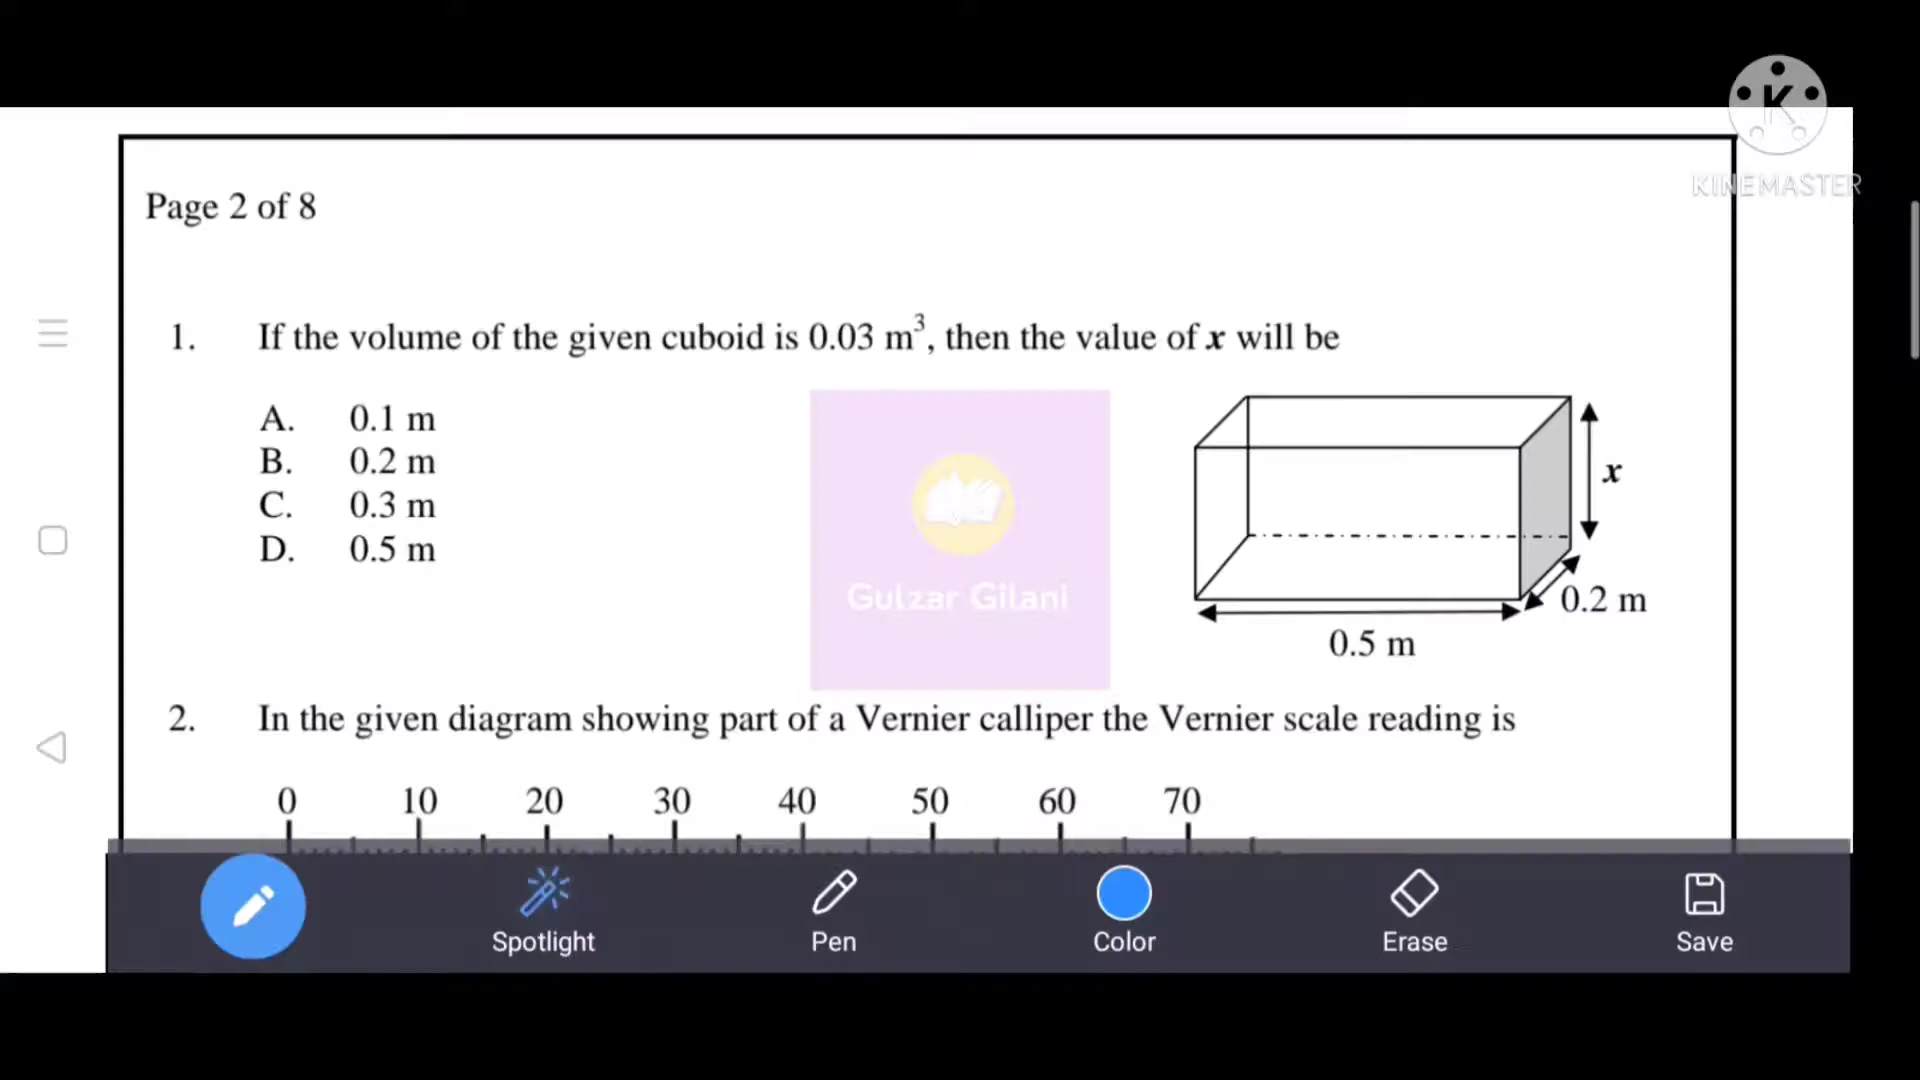 KINEMASTER
Page 2 of 8
1. If the volume of the given cuboid is 0.03 m³, then the value of x will be
A. 0.1 m
B. 0.2 m
C. 0.3 m
D. 0.5 m
x
0.2 m
0.5 m
Gulzar Gilani
2. In the given diagram showing part of a Vernier calliper the Vernier scale reading is
0 10 20 30 40 50 60 70
Spotlight Pen Color Erase Save